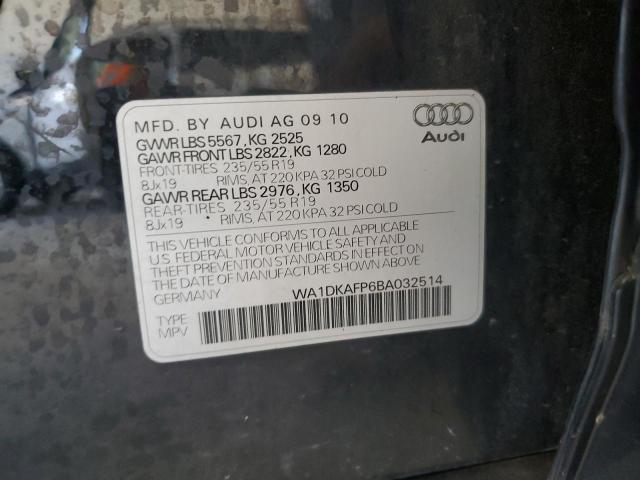 MFD. BY AUDI AG 09 10
GVWR LBS 5567, KG 2525
GAWR FRONT LBS 2822, KG 1280
FRONT-TIRES 235/55 R19
8Jx19 RIMS, AT 220 KPA 32 PSI COLD
GAWR REAR LBS 2976, KG 1350
REAR-TIRES 235/55 R19
8Jx19 RIMS, AT 220 KPA 32 PSI COLD
THIS VEHICLE CONFORMS TO ALL APPLICABLE
U.S. FEDERAL MOTOR VEHICLE SAFETY AND
THEFT PREVENTION STANDARDS IN EFFECT ON
THE DATE OF MANUFACTURE SHOWN ABOVE.
GERMANY WA1DKAFP6BA032514
TYPE
MPV
Audi